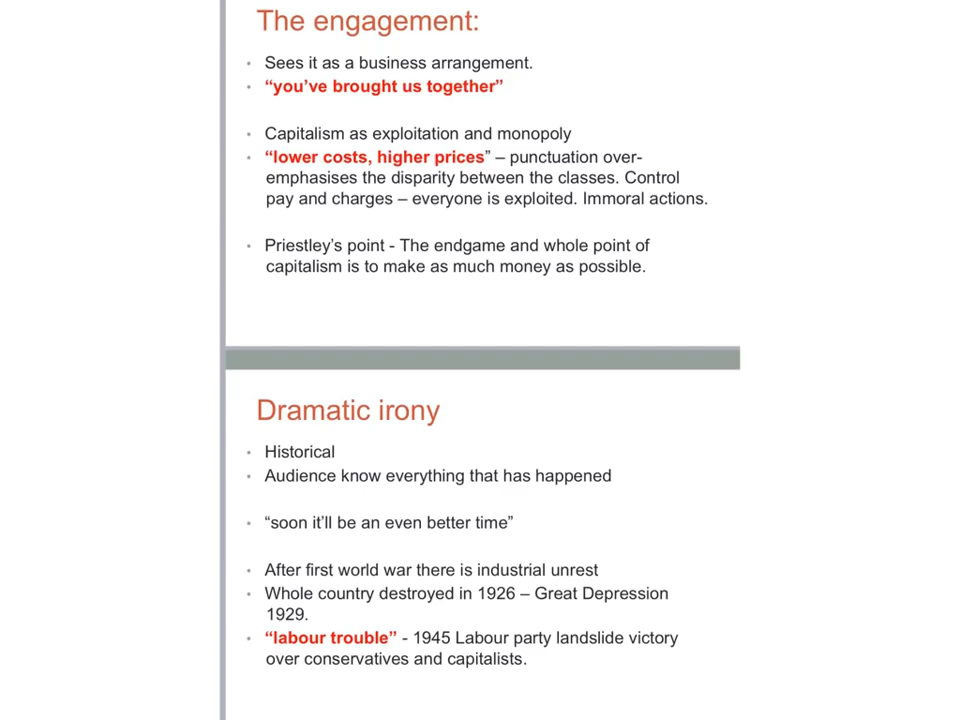 The engagement:
• Sees it as a business arrangement.
• “you’ve brought us together”
• Capitalism as exploitation and monopoly
• “lower costs, higher prices” – punctuation over-
emphasises the disparity between the classes. Control
pay and charges – everyone is exploited. Immoral actions.
• Priestley’s point - The endgame and whole point of
capitalism is to make as much money as possible.
Dramatic irony
• Historical
• Audience know everything that has happened
• “soon it’ll be an even better time”
• After first world war there is industrial unrest
• Whole country destroyed in 1926 – Great Depression
1929.
• “labour trouble” - 1945 Labour party landslide victory
over conservatives and capitalists.